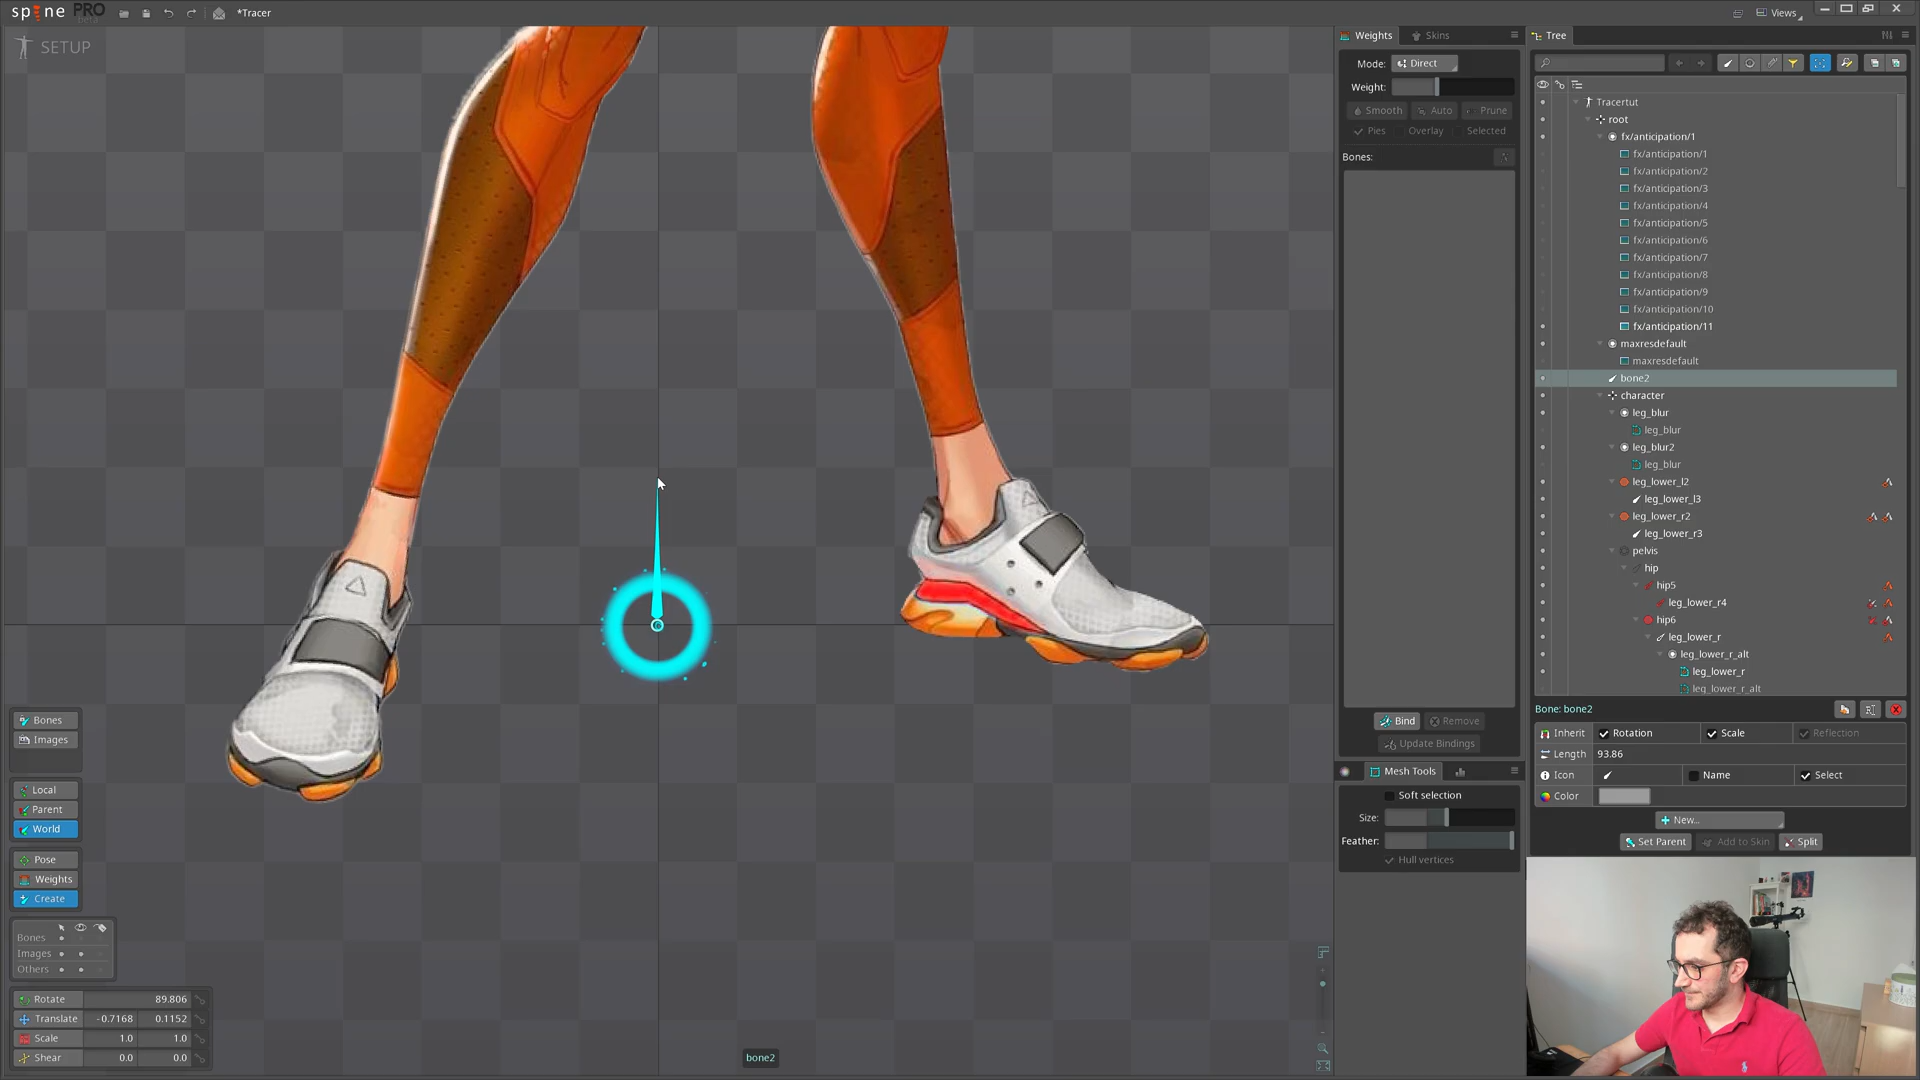 spine PRO
*Tracer
Views
SETUP
Weights
Skins
Mode:
Direct
Weight:
Smooth
Auto
Prune
Pies
Overlay
Selected
Bones:
Bind
Remove
Update Bindings
Mesh Tools
Soft selection
Size:
Feather:
Hull vertices
Tree
Tracertut
root
fx/anticipation/1
fx/anticipation/1
fx/anticipation/2
fx/anticipation/3
fx/anticipation/4
fx/anticipation/5
fx/anticipation/6
fx/anticipation/7
fx/anticipation/8
fx/anticipation/9
fx/anticipation/10
fx/anticipation/11
maxresdefault
maxresdefault
bone2
character
leg_blur
leg_blur
leg_blur2
leg_blur
leg_lower_l2
leg_lower_l3
leg_lower_r2
leg_lower_r3
pelvis
hip
hip5
leg_lower_r4
hip6
leg_lower_r
leg_lower_r_alt
leg_lower_r
leg_lower_r_alt
Bone: bone2
Inherit
Rotation
Scale
Reflection
Length
93.86
Icon
Name
Select
Color
New...
Set Parent
Add to Skin
Split
Bones
Images
Local
Parent
World
Pose
Weights
Create
Bones
Images
Others
Rotate 89.806
Translate -0.7168 0.1152
Scale 1.0 1.0
Shear 0.0 0.0
bone2